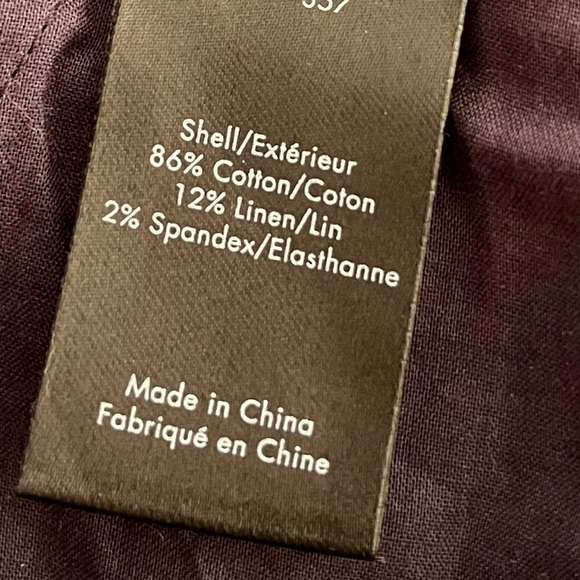 Shell/Extérieur
86% Cotton/Coton
12% Linen/Lin
2% Spandex/Elasthanne
Made in China
Fabriqué en Chine